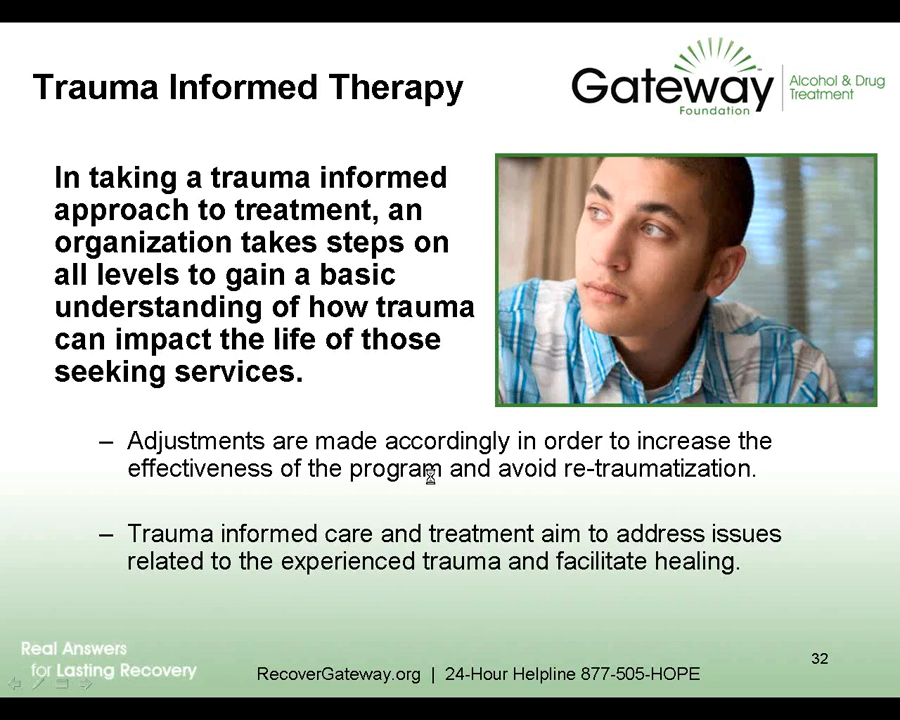 Trauma Informed Therapy
Gateway
Foundation
Alcohol & Drug
Treatment
In taking a trauma informed
approach to treatment, an
organization takes steps on
all levels to gain a basic
understanding of how trauma
can impact the life of those
seeking services.
– Adjustments are made accordingly in order to increase the
effectiveness of the program and avoid re-traumatization.
– Trauma informed care and treatment aim to address issues
related to the experienced trauma and facilitate healing.
Real Answers
for Lasting Recovery
RecoverGateway.org | 24-Hour Helpline 877-505-HOPE
32